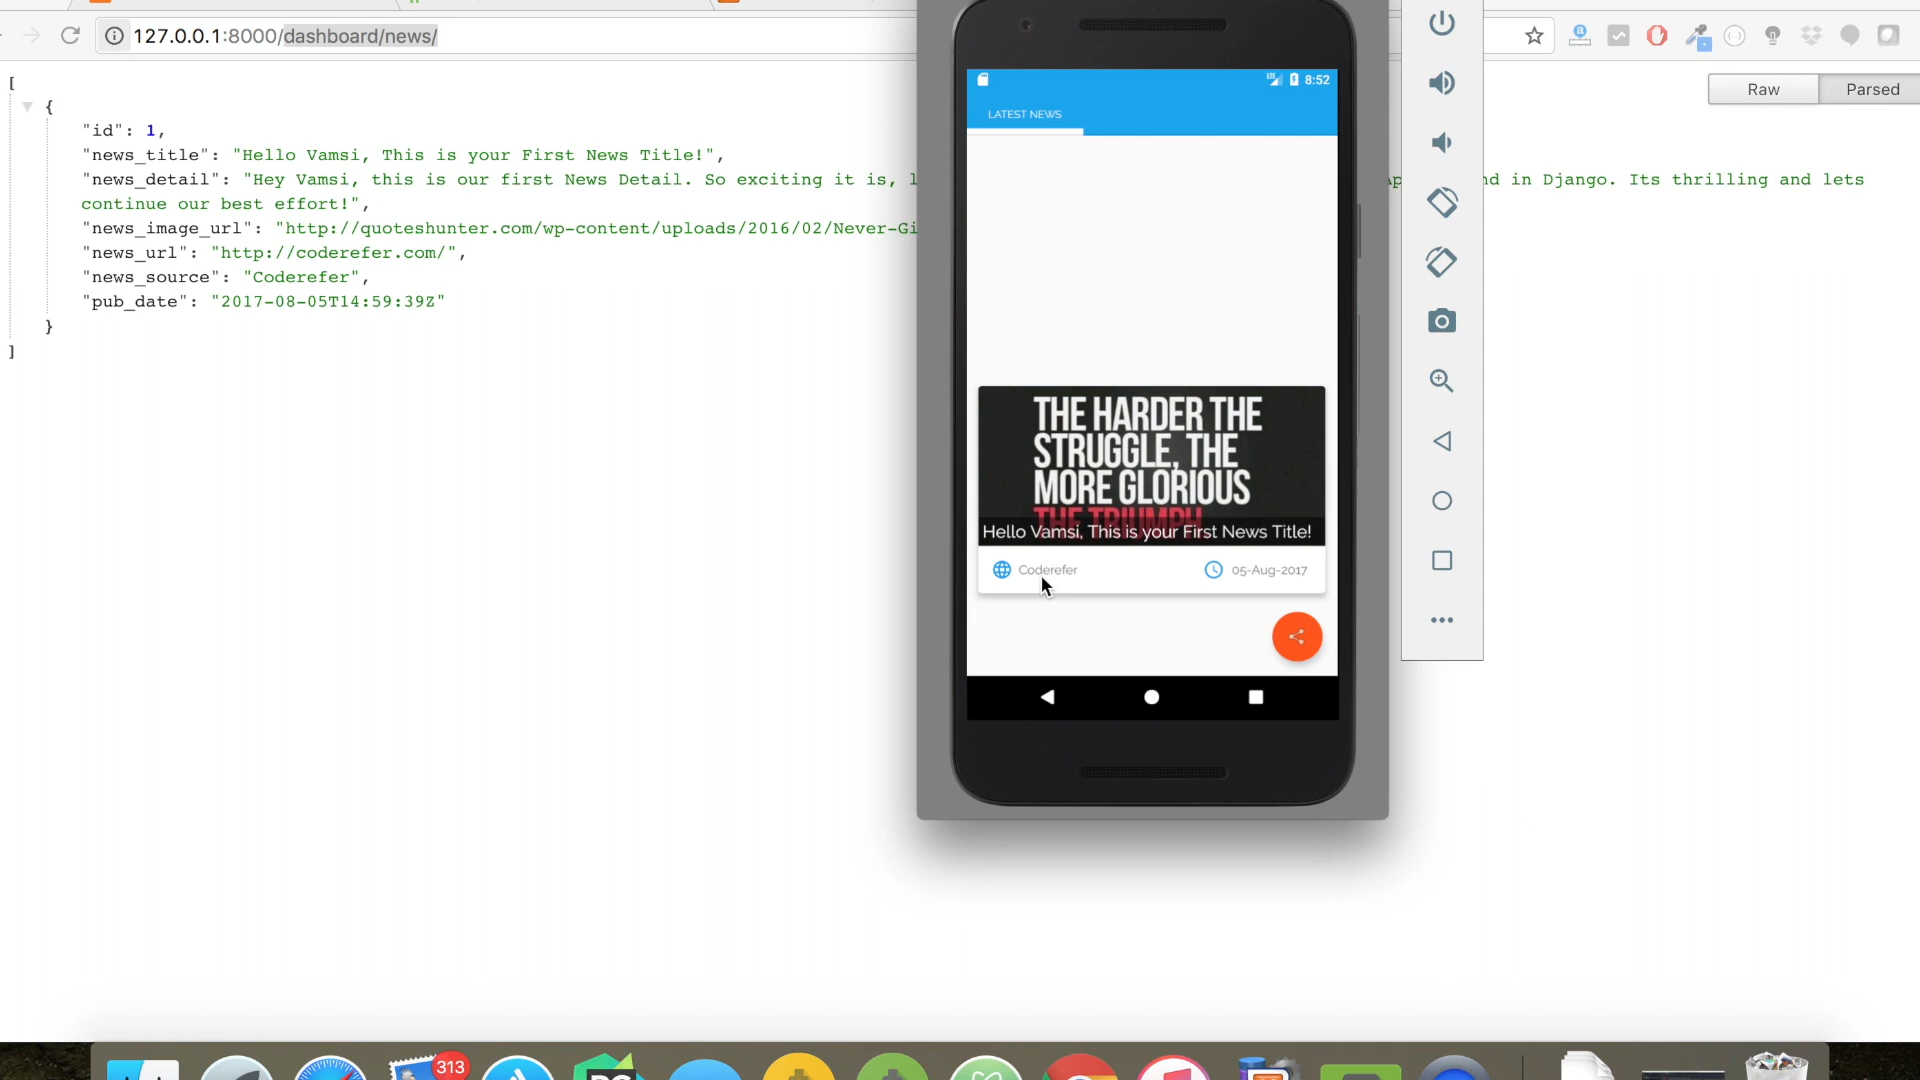 127.0.0.1:8000/dashboard/news/
Raw
Parsed
[
{
"id": 1,
"news_title": "Hello Vamsi, This is your First News Title!",
"news_detail": "Hey Vamsi, this is our first News Detail. So exciting it is, in Django. Its thrilling and lets
continue our best effort!",
"news_image_url": "http://quoteshunter.com/wp-content/uploads/2016/02/Never-Gi
"news_url": "http://coderefer.com/",
"news_source": "Coderefer",
"pub_date": "2017-08-05T14:59:39Z"
}
]
LTE 8:52
LATEST NEWS
THE HARDER THE
STRUGGLE, THE
MORE GLORIOUS
THE TRIUMPH
Hello Vamsi, This is your First News Title!
Coderefer
05-Aug-2017
313